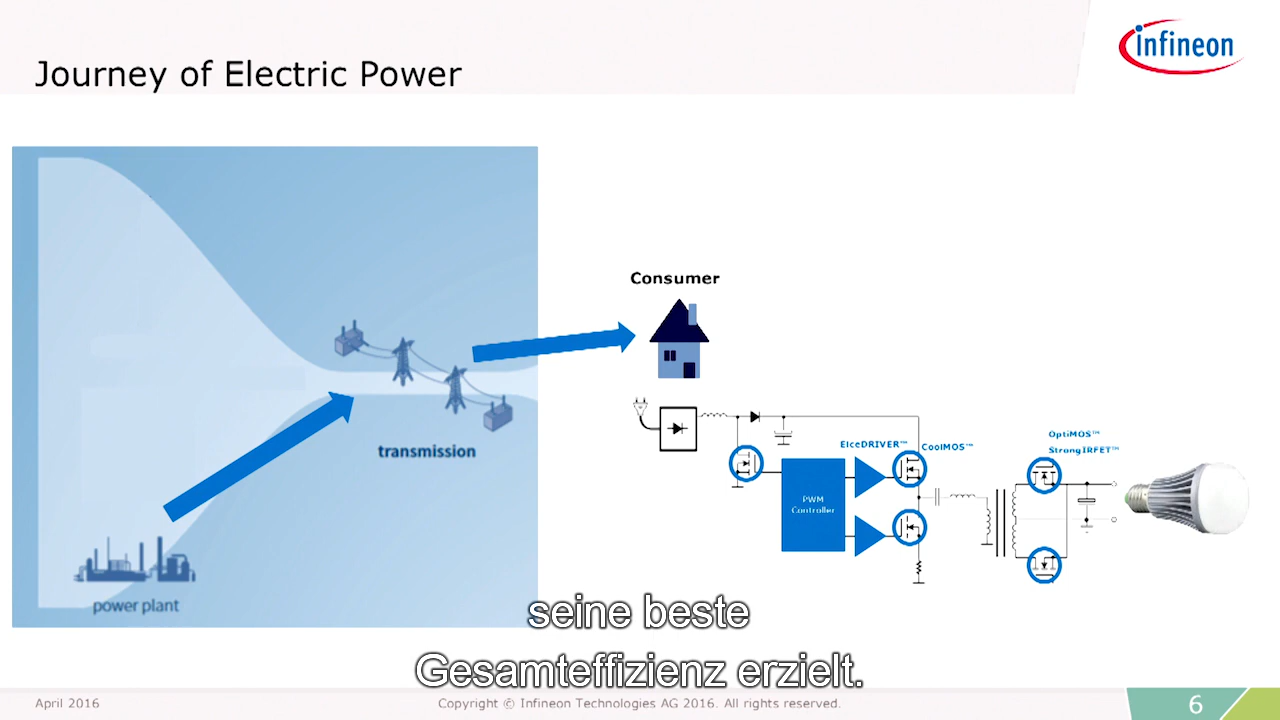 Journey of Electric Power
infineon
Consumer
transmission
power plant
EiceDRIVER™
CoolMOS™
OptiMOS™
StrongIRFET™
PWM
Controller
seine beste
Gesamteffizienz erzielt.
April 2016
Copyright © Infineon Technologies AG 2016. All rights reserved.
6